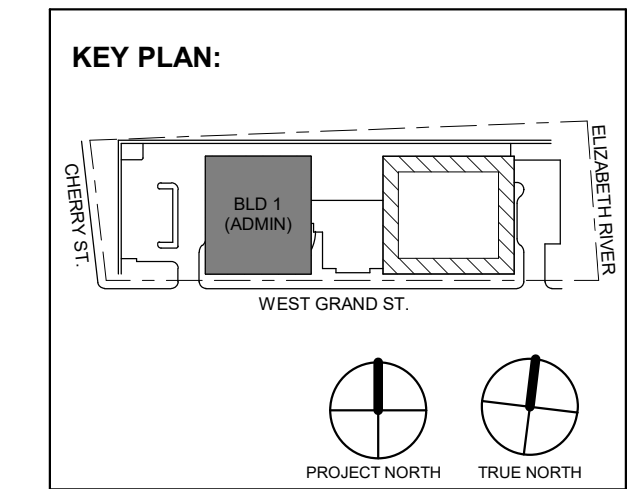 KEY PLAN:
CHERRY ST.
ELIZABETH RIVER
BLD 1
(ADMIN)
WEST GRAND ST.
PROJECT NORTH
TRUE NORTH